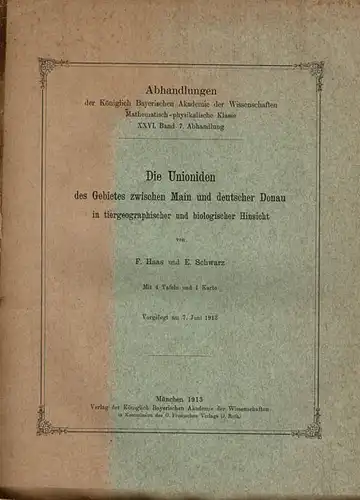 Abhandlungen
der Königlich Bayerischen Akademie der Wissenschaften
Mathematisch-physikalische Klasse
XXVI. Band 7. Abhandlung
Die Unioniden
des Gebietes zwischen Main und deutscher Donau
in tiergeographischer und biologischer Hinsicht
von
F. Haas und E. Schwarz
Mit 4 Tafeln und 1 Karte
Vorgelegt am 7. Juni 1913
München 1913
Verlag der Königlich Bayerischen Akademie der Wissenschaften
in Kommission des G. Franzschen Verlags (J. Roth)